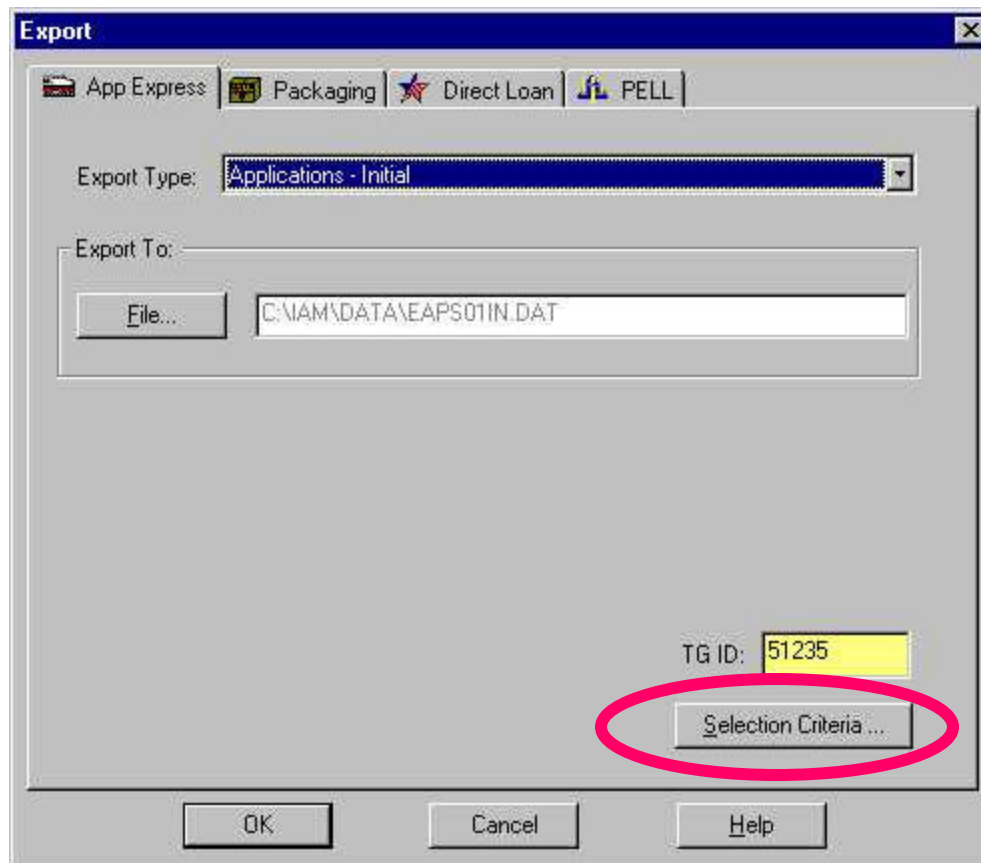 Export
App Express Packaging Direct Loan PELL
Export Type: Applications - Initial
Export To:
File... C:\IAM\DATA\EAPS01IN.DAT
TG ID: 51235
Selection Criteria ...
OK Cancel Help